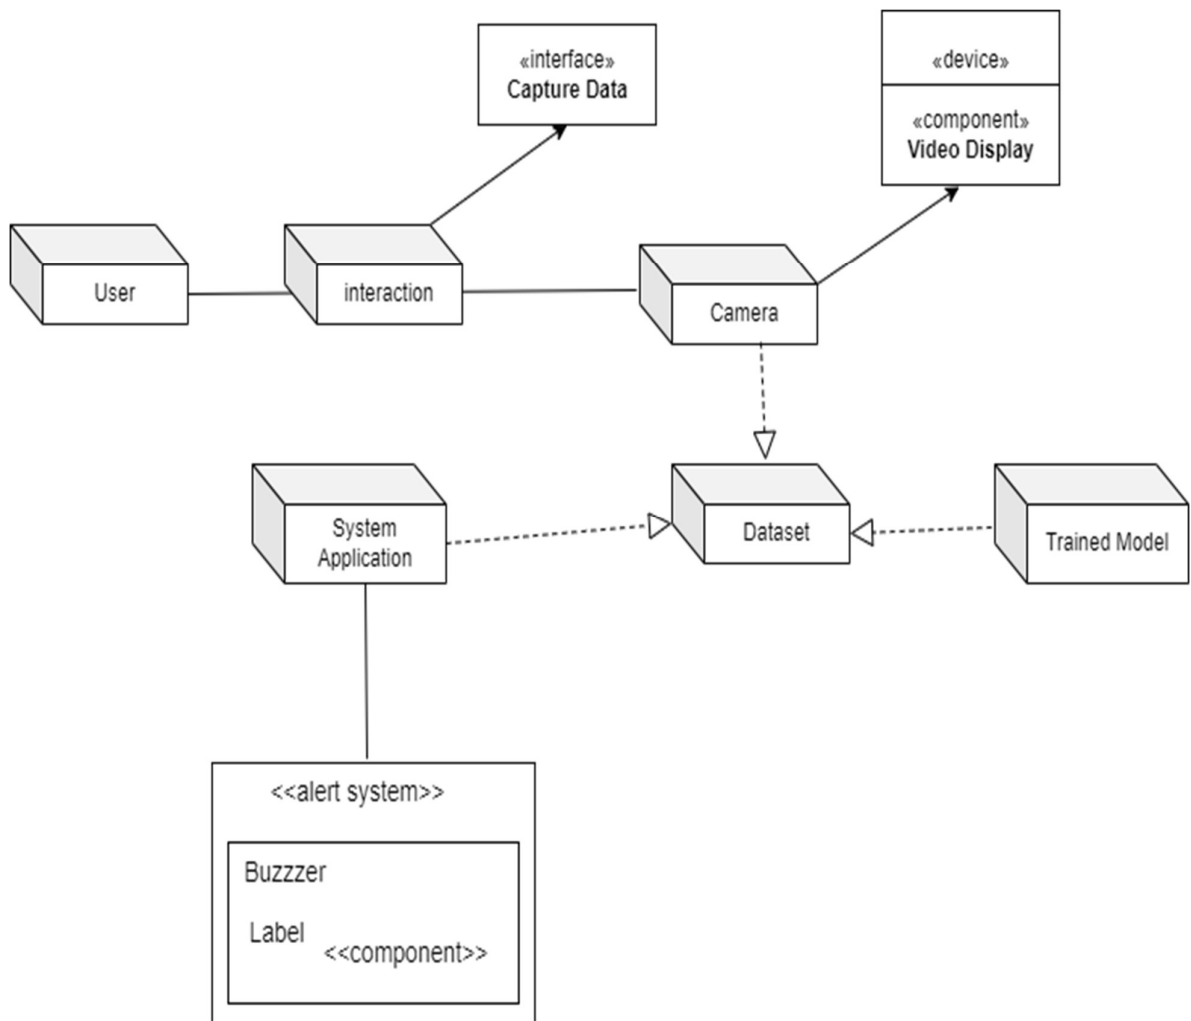 «interface»
Capture Data
«device»
«component»
Video Display
User
interaction
Camera
System
Application
Dataset
Trained Model
<<alert system>>
Buzzzer
Label
<<component>>